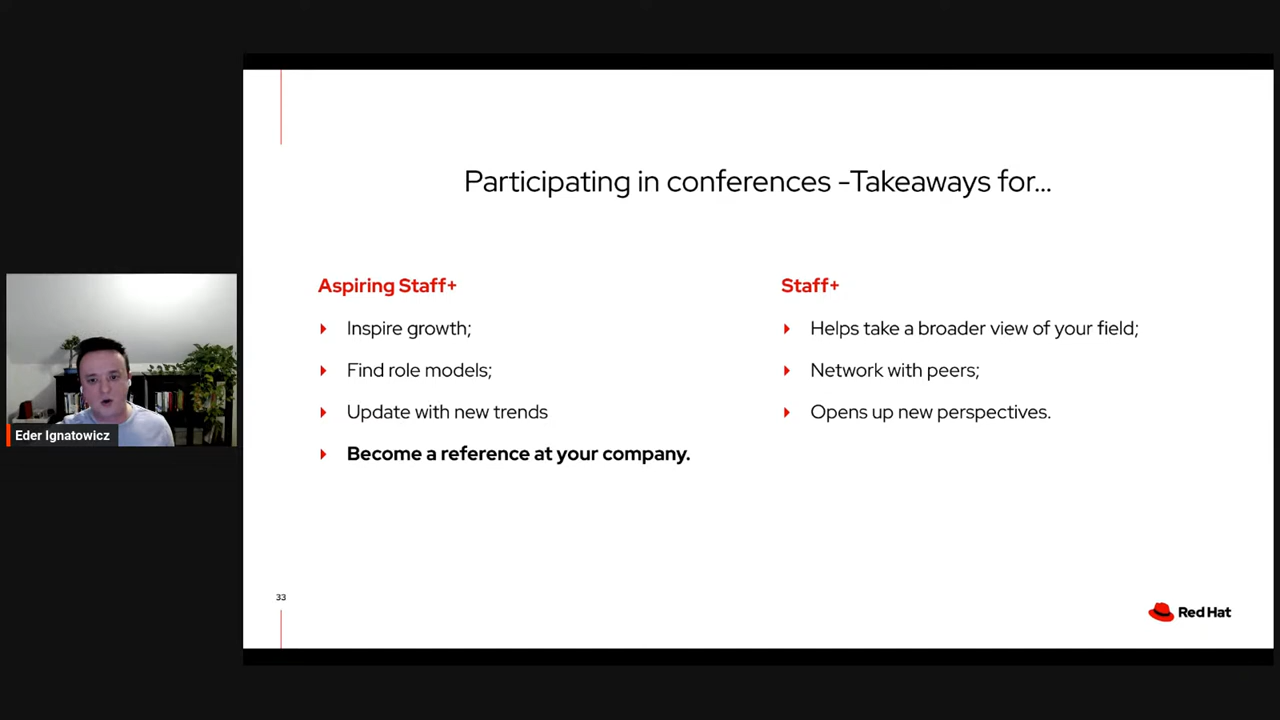 Participating in conferences -Takeaways for...
Aspiring Staff+
Inspire growth;
Find role models;
Update with new trends
Become a reference at your company.
Staff+
Helps take a broader view of your field;
Network with peers;
Opens up new perspectives.
Eder Ignatowicz
33
Red Hat